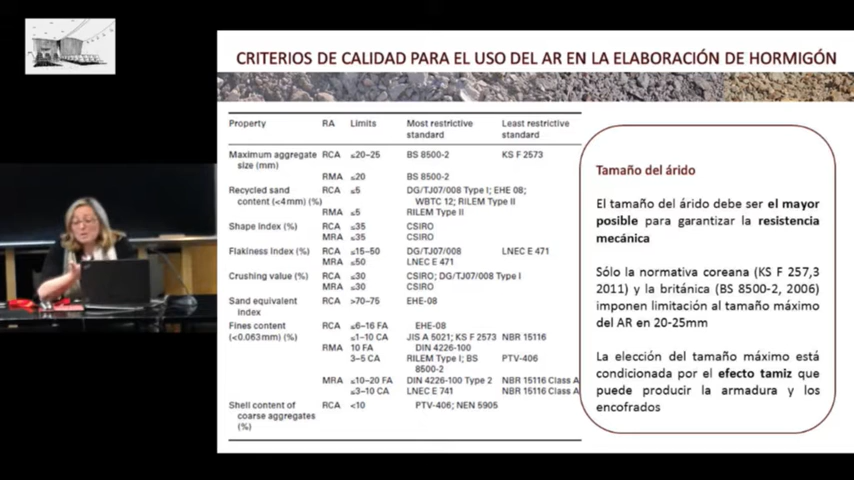 CRITERIOS DE CALIDAD PARA EL USO DEL AR EN LA ELABORACIÓN DE HORMIGÓN
Property RA Limits Most restrictive standard Least restrictive standard
Maximum aggregate size (mm) RCA ≤20–25 BS 8500-2 KS F 2573
RMA ≤20 BS 8500-2
Recycled sand content (<4mm) (%) RCA ≤5 DG/TJ07/008 Type I; EHE 08; WBTC 12; RILEM Type II
RMA ≤5 RILEM Type II
Shape index (%) RCA ≤35 CSIRO
MRA ≤35 CSIRO
Flakiness Index (%) RCA ≤15–50 DG/TJ07/008 LNEC E 471
MRA ≤50 LNEC E 471
Crushing value (%) RCA ≤30 CSIRO; DG/TJ07/008 Type I
MRA ≤30 CSIRO
Sand equivalent index RCA >70–75 EHE-08
Fines content (<0.063mm) (%) RCA ≤6–16 FA EHE-08
≤1–10 CA JIS A 5021; KS F 2573 NBR 15116
RMA 10 FA DIN 4226-100
3–5 CA RILEM Type I; BS 8500-2 PTV-406
MRA ≤10–20 FA DIN 4226-100 Type 2 NBR 15116 Class A
≤3–10 CA LNEC E 741 NBR 15116 Class A
Shell content of coarse aggregates (%) RCA <10 PTV-406; NEN 5905
Tamaño del árido
El tamaño del árido debe ser el mayor
posible para garantizar la resistencia
mecánica
Sólo la normativa coreana (KS F 257,3
2011) y la británica (BS 8500-2, 2006)
imponen limitación al tamaño máximo
del AR en 20-25mm
La elección del tamaño máximo está
condicionada por el efecto tamiz que
puede producir la armadura y los
encofrados